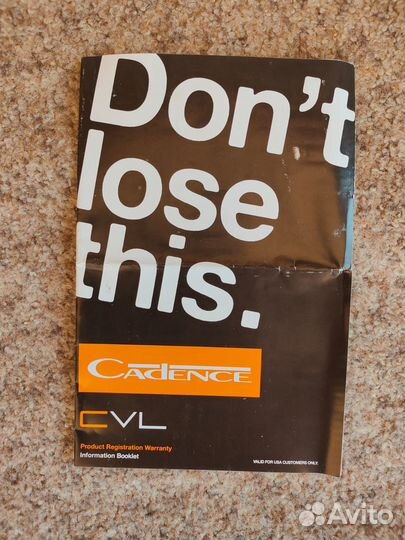 Don't
lose
this.
CADENCE
CVL
Product Registration Warranty
Information Booklet
VALID FOR USA CUSTOMERS ONLY.
Avito